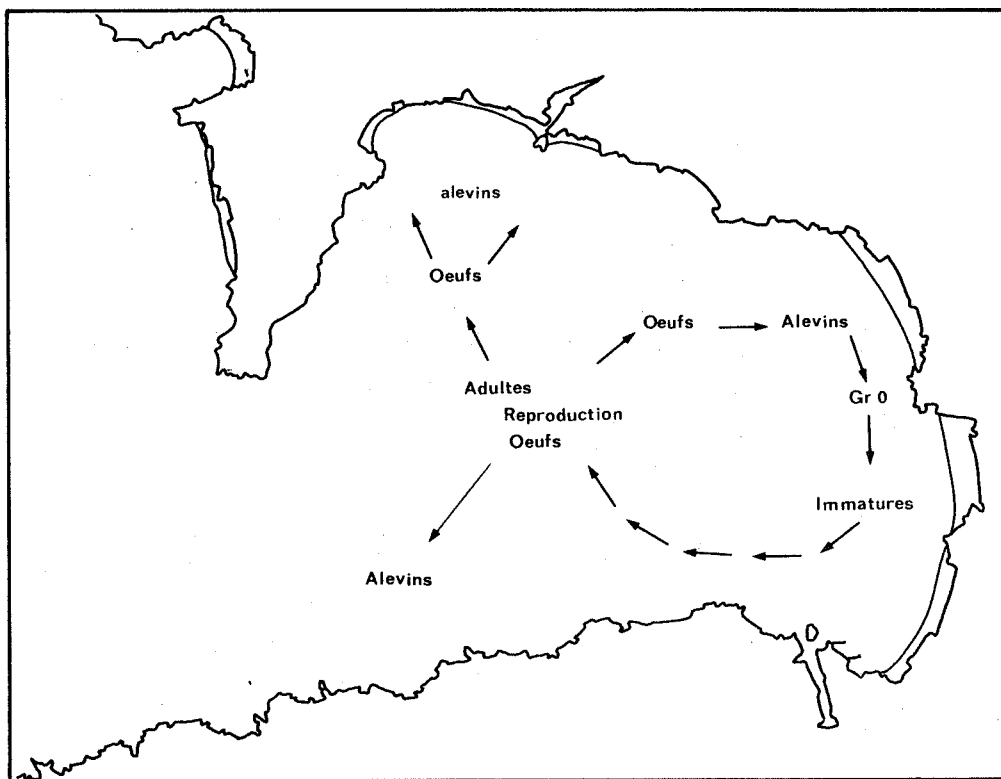 alevins
Oeufs
Oeufs
Alevins
Adultes
Reproduction
Oeufs
Gr 0
Immatures
Alevins